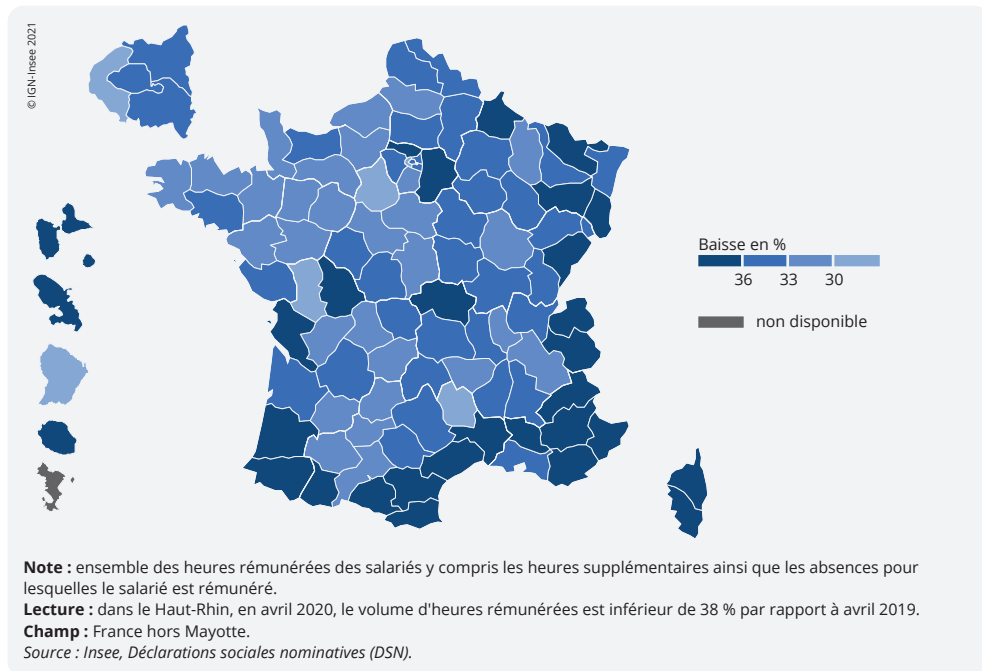 © IGN-Insee 2021
Baisse en %
36 33 30
non disponible
Note : ensemble des heures rémunérées des salariés y compris les heures supplémentaires ainsi que les absences pour
lesquelles le salarié est rémunéré.
Lecture : dans le Haut-Rhin, en avril 2020, le volume d'heures rémunérées est inférieur de 38 % par rapport à avril 2019.
Champ : France hors Mayotte.
Source : Insee, Déclarations sociales nominatives (DSN).